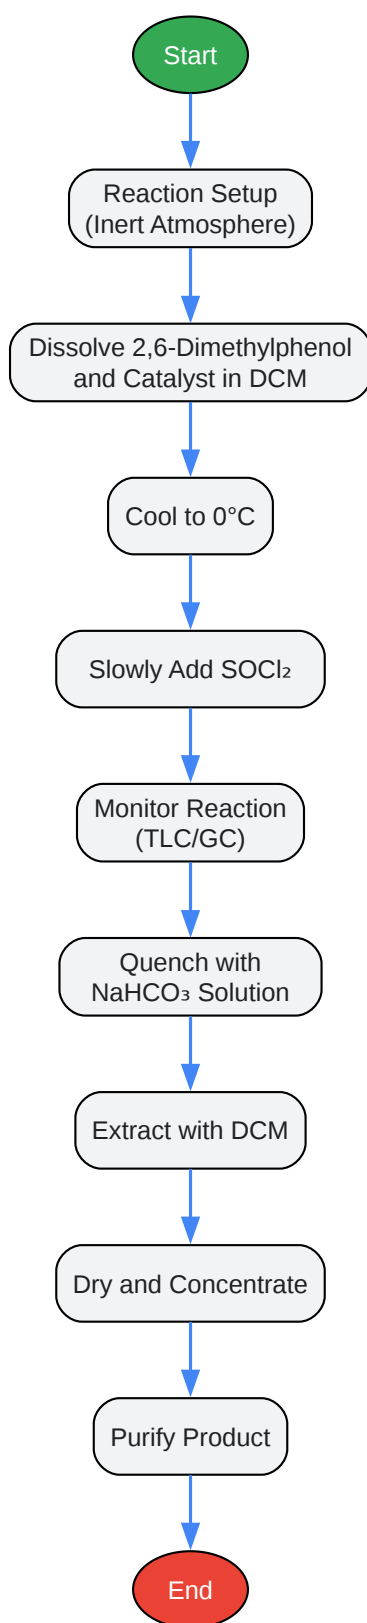 Start
Reaction Setup
(Inert Atmosphere)
Dissolve 2,6-Dimethylphenol
and Catalyst in DCM
Cool to 0°C
Slowly Add SOCl₂
Monitor Reaction
(TLC/GC)
Quench with
NaHCO₃ Solution
Extract with DCM
Dry and Concentrate
Purify Product
End